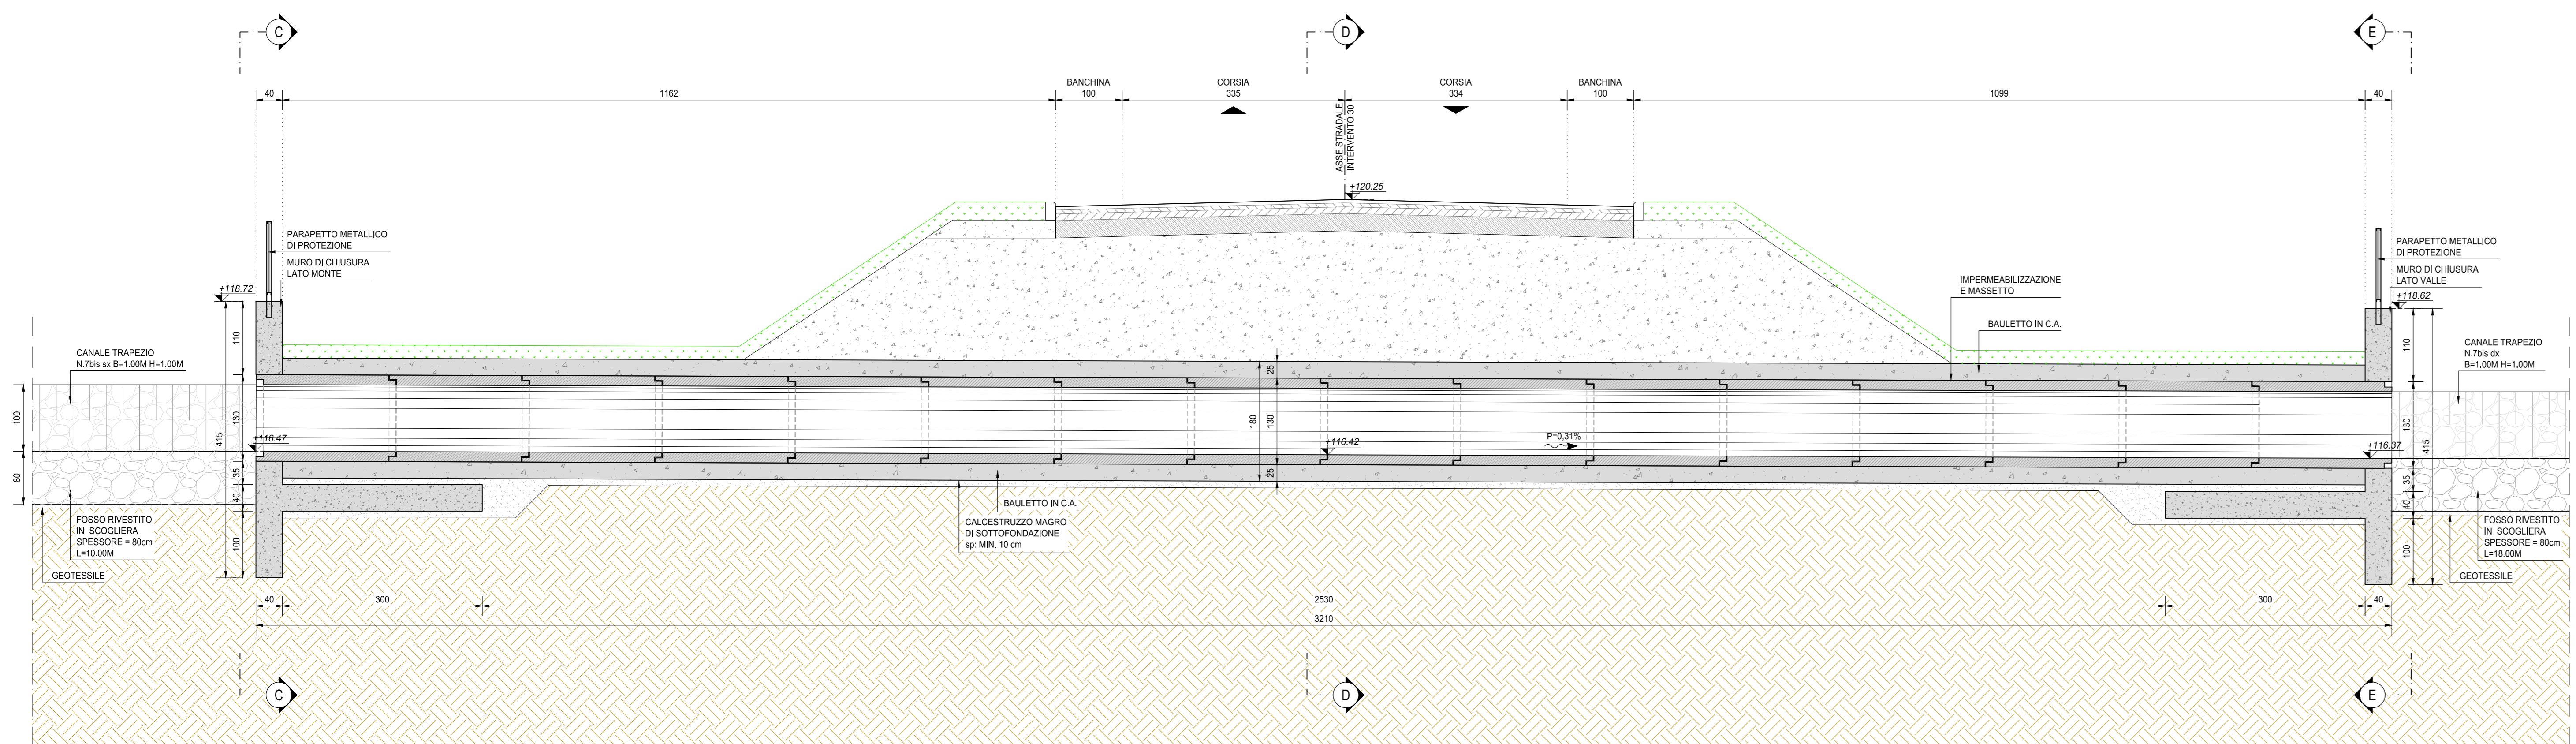 C
D
E
BANCHINA
CORSIA
CORSIA
BANCHINA
40
1162
100
335
334
100
1099
40
ASSE STRADALE
INTERVENTO 30
+120.25
PARAPETTO METALLICO
DI PROTEZIONE
MURO DI CHIUSURA
LATO MONTE
+118.72
PARAPETTO METALLICO
DI PROTEZIONE
MURO DI CHIUSURA
LATO VALLE
+118.62
IMPERMEABILIZZAZIONE
E MASSETTO
BAULETTO IN C.A.
CANALE TRAPEZIO
N.7bis sx B=1.00M H=1.00M
CANALE TRAPEZIO
N.7bis dx
B=1.00M H=1.00M
100
80
415
110
130
35
40
100
+116.47
25
180
130
25
+116.42
P=0,31%
+116.37
110
130
35
40
100
415
BAULETTO IN C.A.
CALCESTRUZZO MAGRO
DI SOTTOFONDAZIONE
sp: MIN. 10 cm
FOSSO RIVESTITO
IN SCOGLIERA
SPESSORE = 80cm
L=10.00M
GEOTESSILE
FOSSO RIVESTITO
IN SCOGLIERA
SPESSORE = 80cm
L=18.00M
GEOTESSILE
40
300
2530
300
40
3210
C
D
E